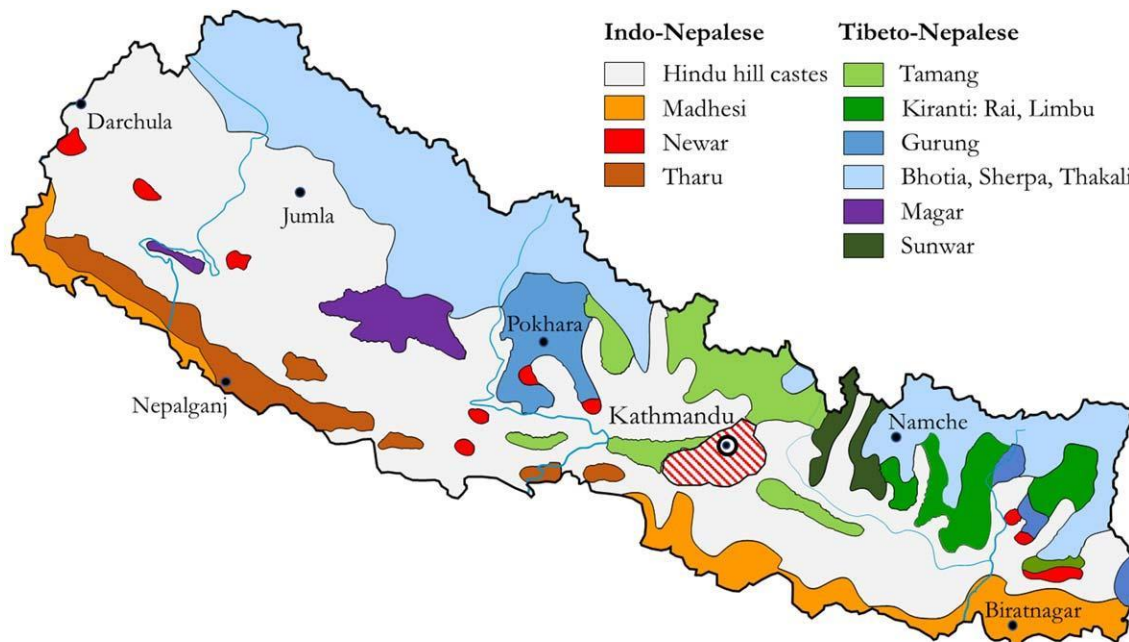 Indo-Nepalese
Hindu hill castes
Madhesi
Newar
Tharu
Tibeto-Nepalese
Tamang
Kiranti: Rai, Limbu
Gurung
Bhotia, Sherpa, Thakali
Magar
Sunwar
Darchula
Jumla
Pokhara
Nepalganj
Kathmandu
Namche
Biratnagar